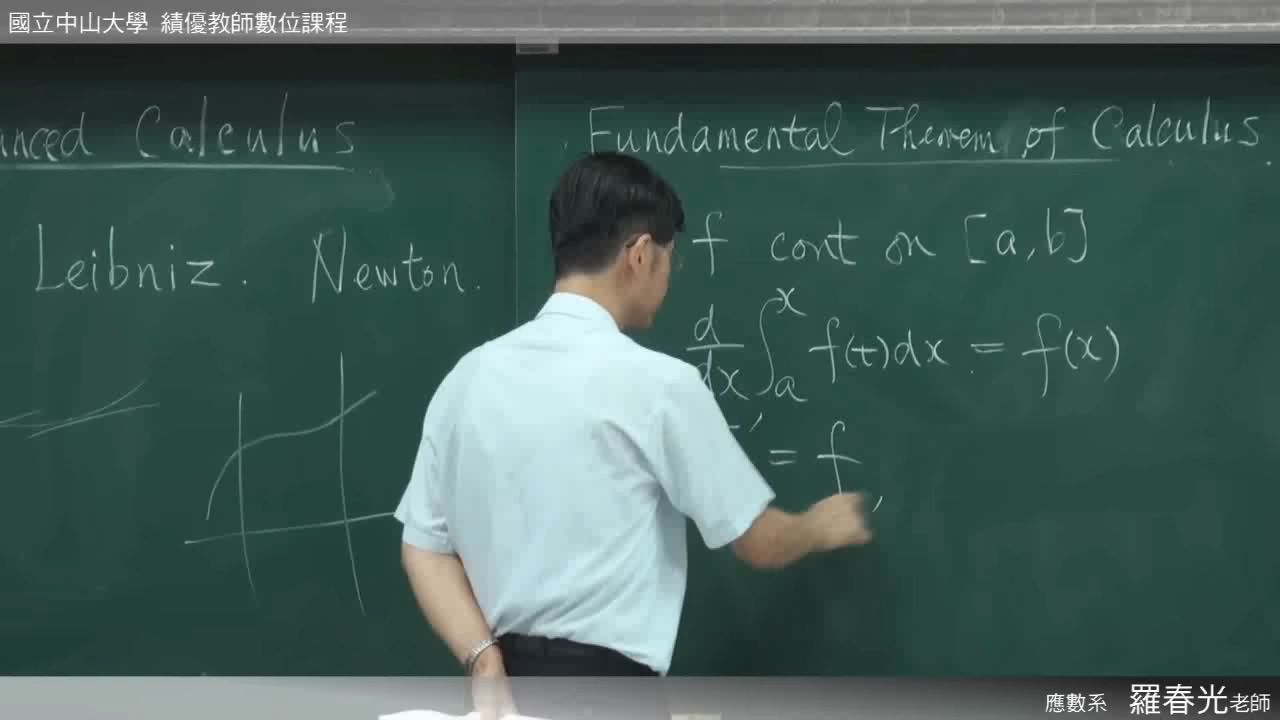 國立中山大學 績優教師數位課程
Calculus
Leibniz. Newton.
Fundamental Theorem of Calculus.
f cont on [a,b]
d/dx ∫_a^x f(t)dx = f(x)
= f
應數系 羅春光老師